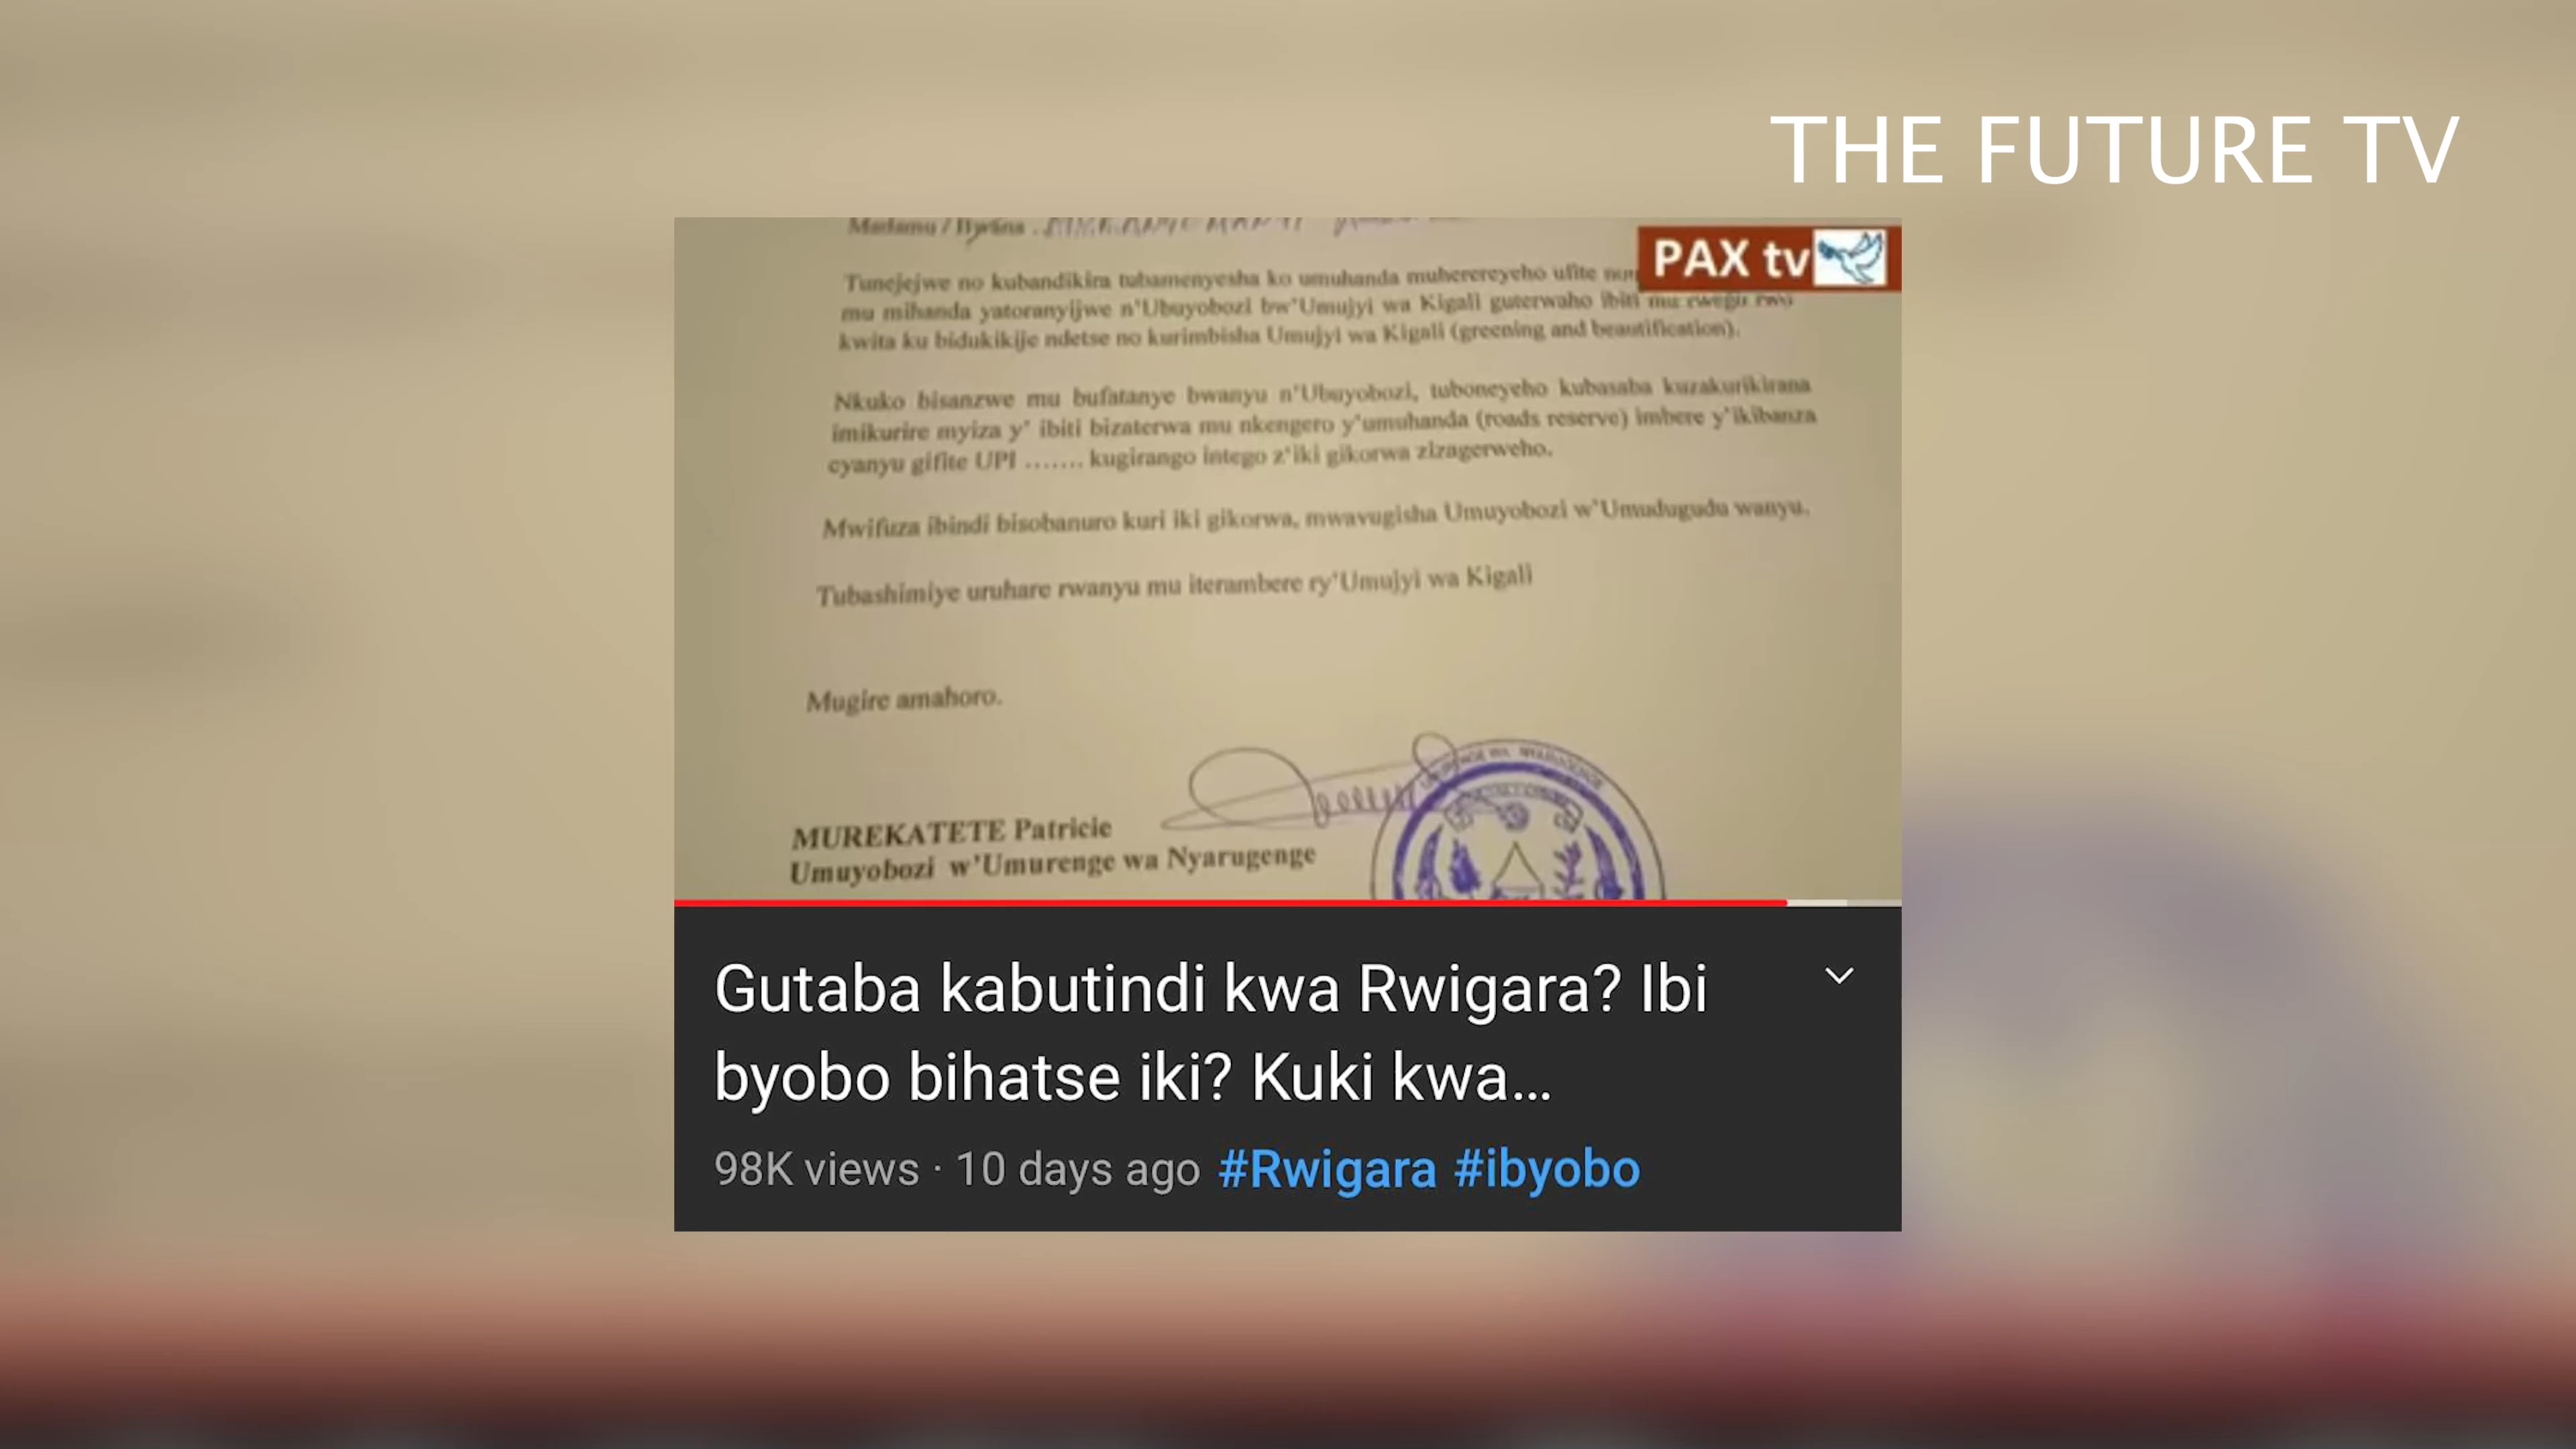 THE FUTURE TV
Madamu / Bwana .
PAX tv
Tunejejwe no kubandikira tubamenyesha ko umuhanda muherereyeho ufite
mu mihanda yatoranyijwe n'Ubuyobozi bw'Umujyi wa Kigali guterwaho ibiti mu rwego rwo
kwita ku bidukikije ndetse no kurimbisha Umujyi wa Kigali (greening and beautification).
Nkuko bisanzwe mu bufatanye bwanyu n'Ubuyobozi, tuboneyeho kubasaba kuzakurikirana
imikurire myiza y' ibiti bizaterwa mu nkengero y'umuhanda (roads reserve) imbere y'ikibanza
cyanyu gifite UPI ....... kugirango intego z'iki gikorwa zizagerweho.
Mwifuza ibindi bisobanuro kuri iki gikorwa, mwavugisha Umuyobozi w'Umudugudu wanyu.
Tubashimiye uruhare rwanyu mu iterambere ry'Umujyi wa Kigali
Mugire amahoro.
MUREKATETE Patricie
Umuyobozi w'Umurenge wa Nyarugenge
Gutaba kabutindi kwa Rwigara? Ibi
byobo bihatse iki? Kuki kwa...
98K views · 10 days ago #Rwigara #ibyobo